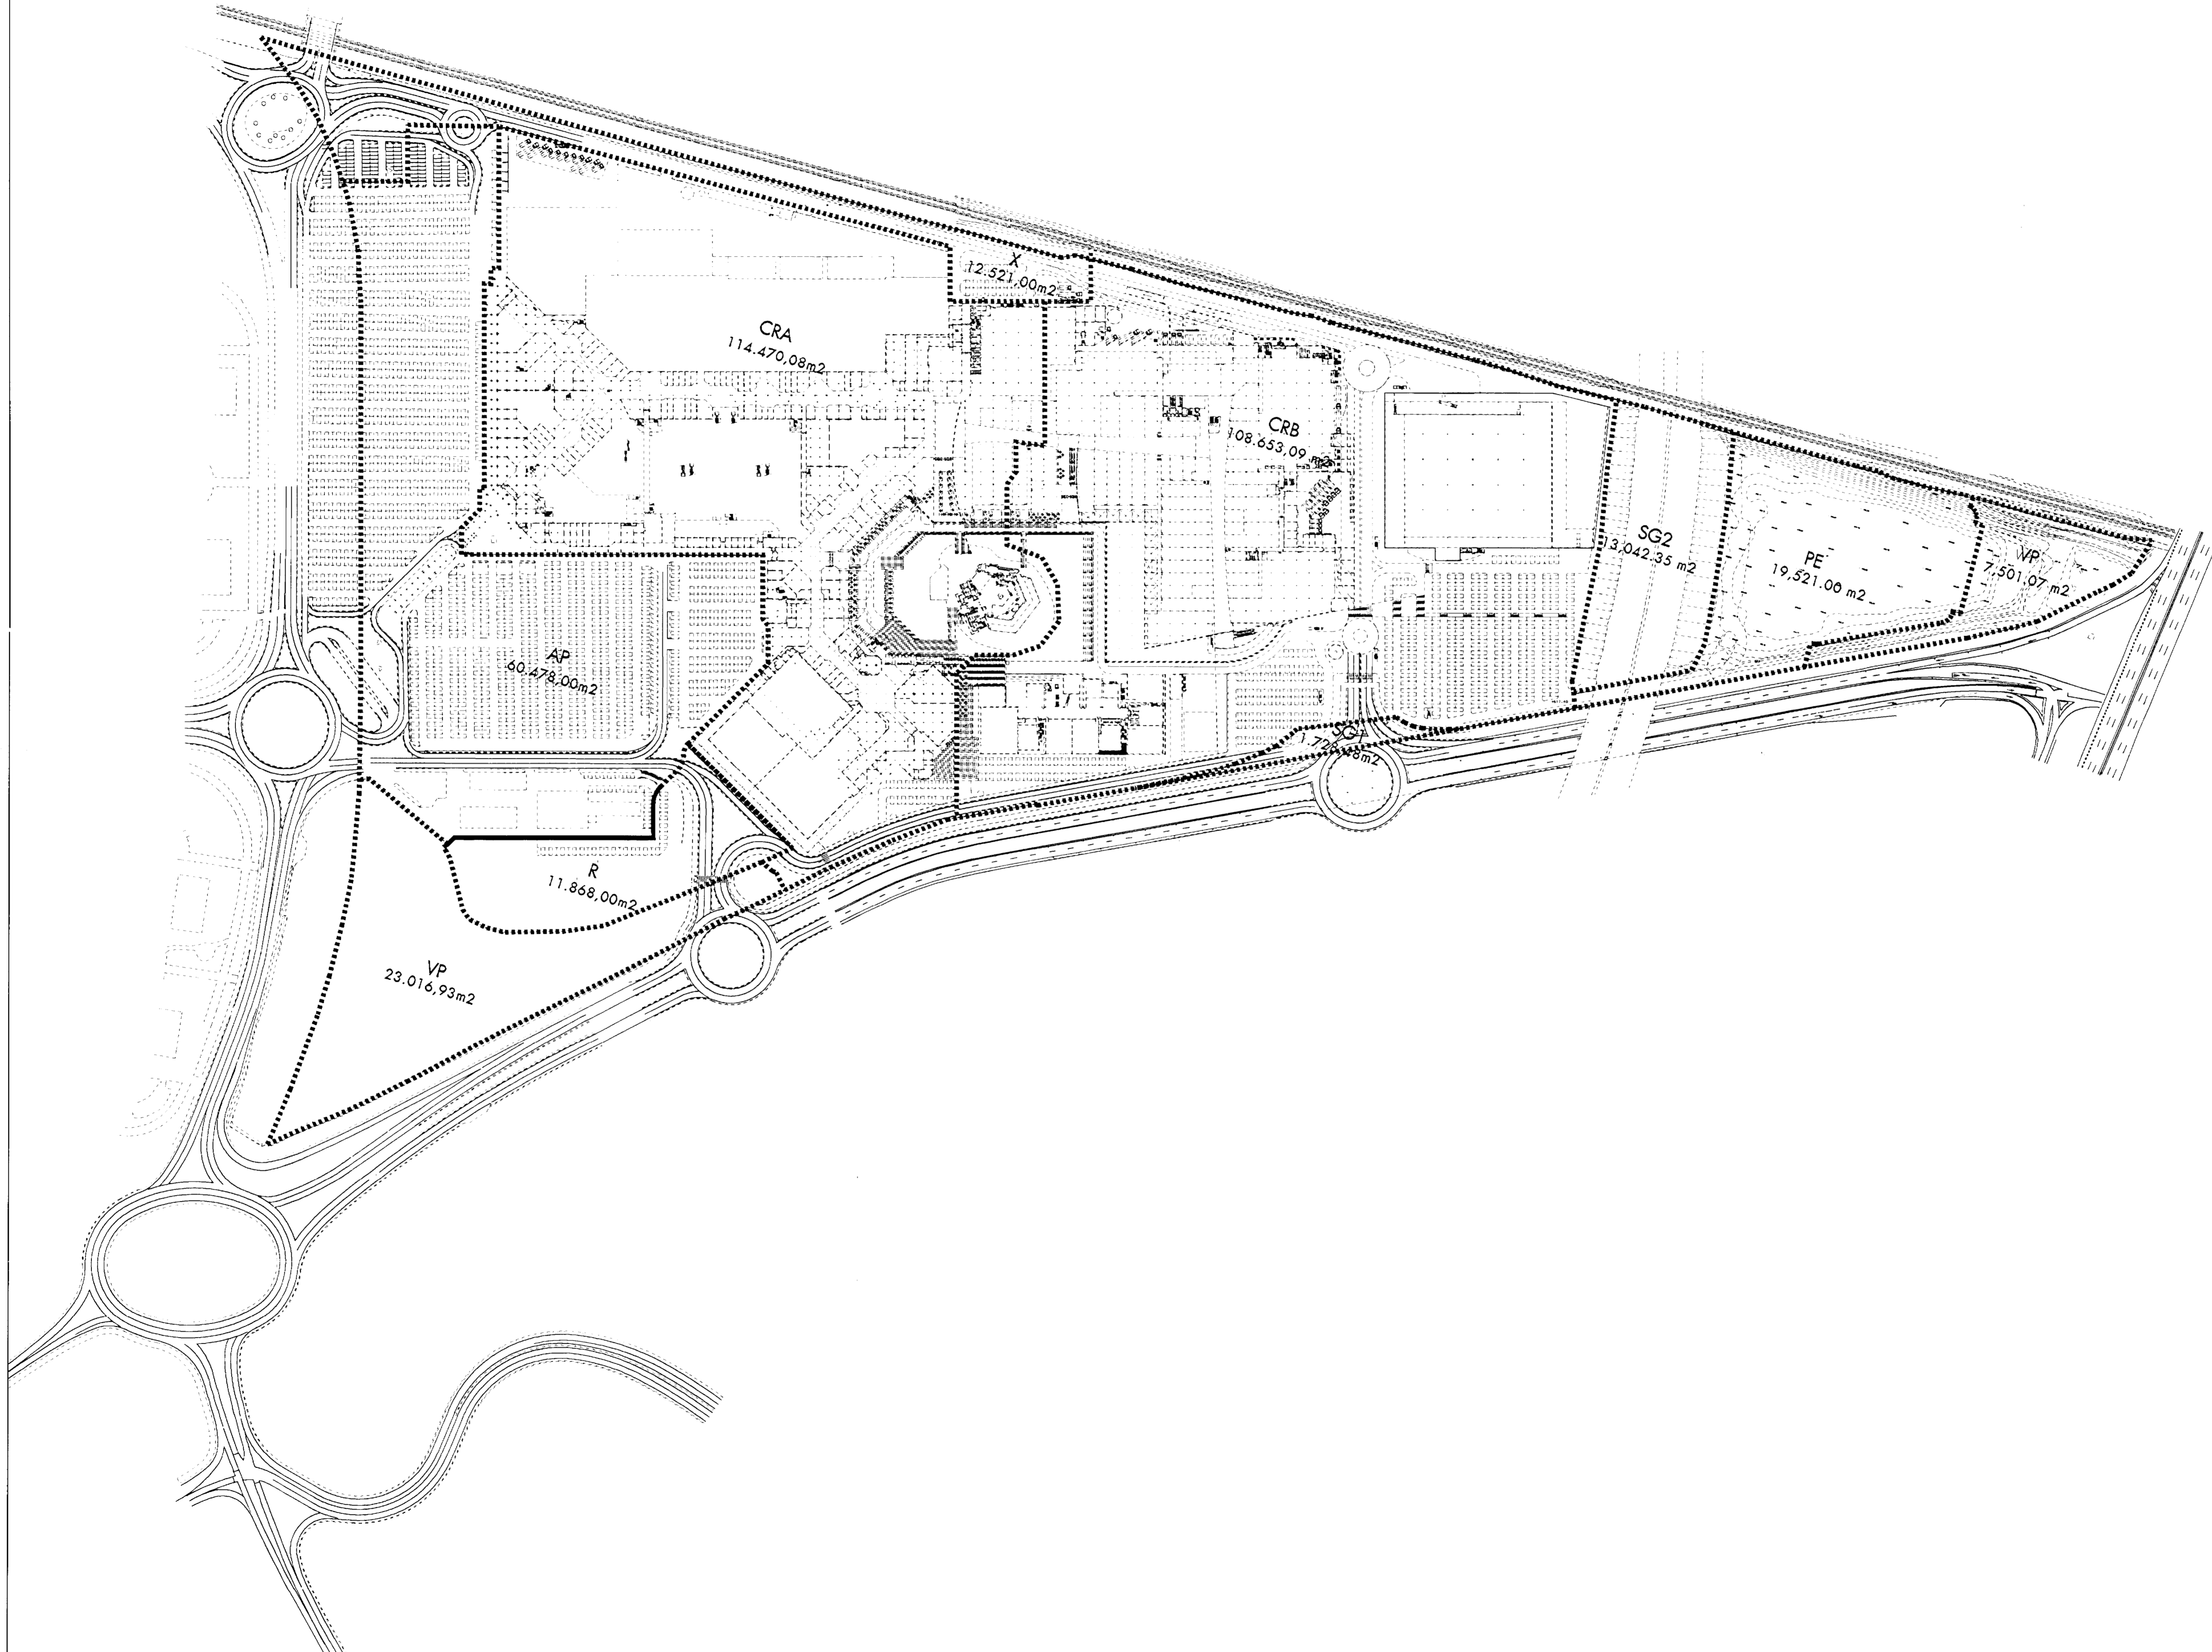 X
12.521,00m2
CRA
114.470,08m2
CRB
108.653,09 m2
SG2
13,042.35 m2
PE
19,521.00 m2
VP
7,501.07 m2
AP
60.478,00m2
SG1
R
11.868,00m2
VP
23.016,93m2